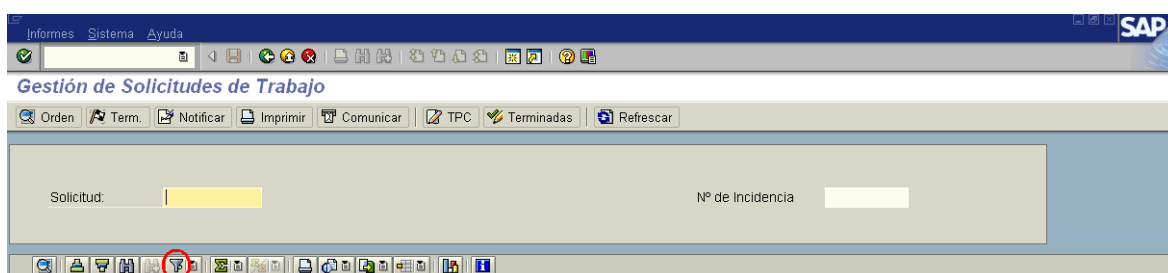 Informes Sistema Ayuda
SAP
Gestión de Solicitudes de Trabajo
Orden Term. Notificar Imprimir Comunicar TPC Terminadas Refrescar
Solicitud: Nº de Incidencia